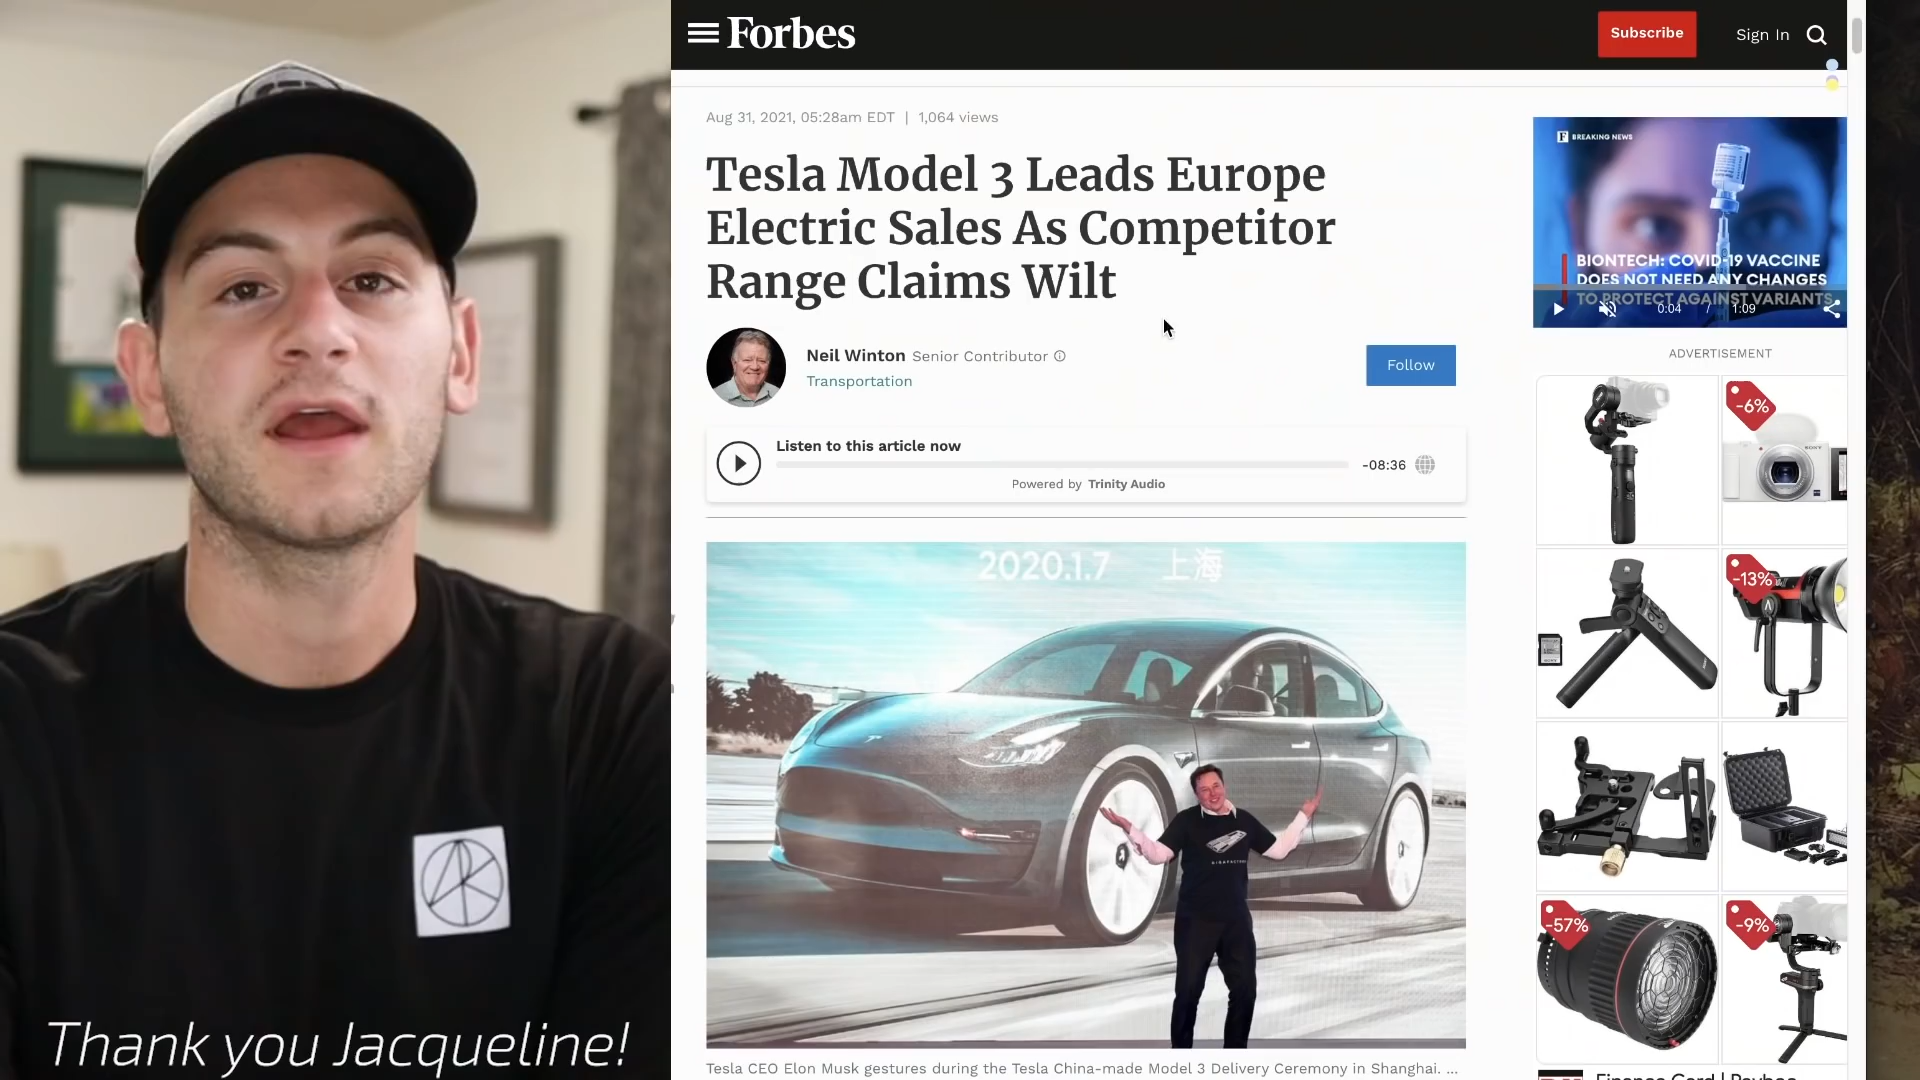 Forbes
Subscribe
Sign In
Aug 31, 2021, 05:28am EDT | 1,064 views
Tesla Model 3 Leads Europe
Electric Sales As Competitor
Range Claims Wilt
Neil Winton Senior Contributor
Transportation
Follow
Listen to this article now
-08:36
Powered by Trinity Audio
2020.1.7 上海
Tesla CEO Elon Musk gestures during the Tesla China-made Model 3 Delivery Ceremony in Shanghai. ...
F BREAKING NEWS
BIONTECH: COVID-19 VACCINE
DOES NOT NEED ANY CHANGES
TO PROTECT AGAINST VARIANTS
0:04 / 1:09
ADVERTISEMENT
-6%
SONY
-13%
-57%
-9%
Thank you Jacqueline!